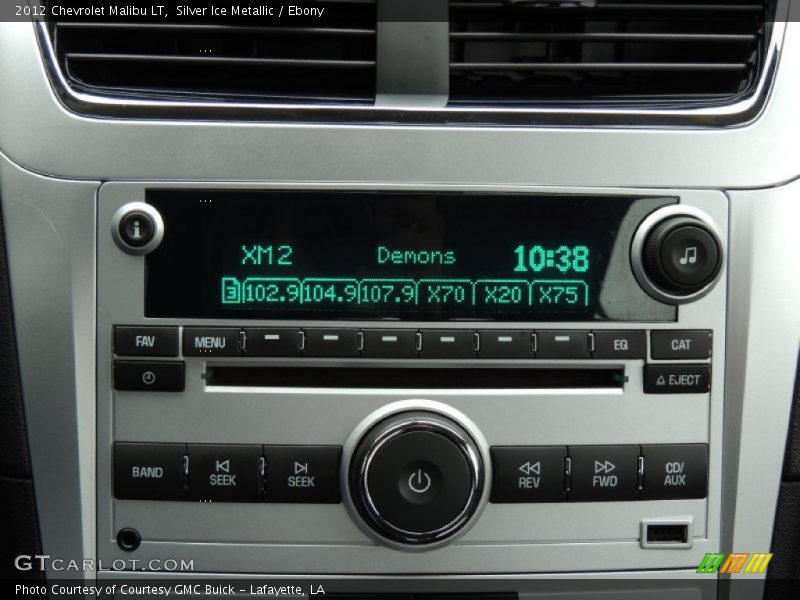 2012 Chevrolet Malibu LT, Silver Ice Metallic / Ebony
i
XM2 Demons 10:38
3 102.9 104.9 107.9 X70 X20 X75
FAV MENU EQ CAT
EJECT
BAND SEEK SEEK REV FWD CD/
AUX
GTCARLOT.COM
Photo Courtesy of Courtesy GMC Buick - Lafayette, LA